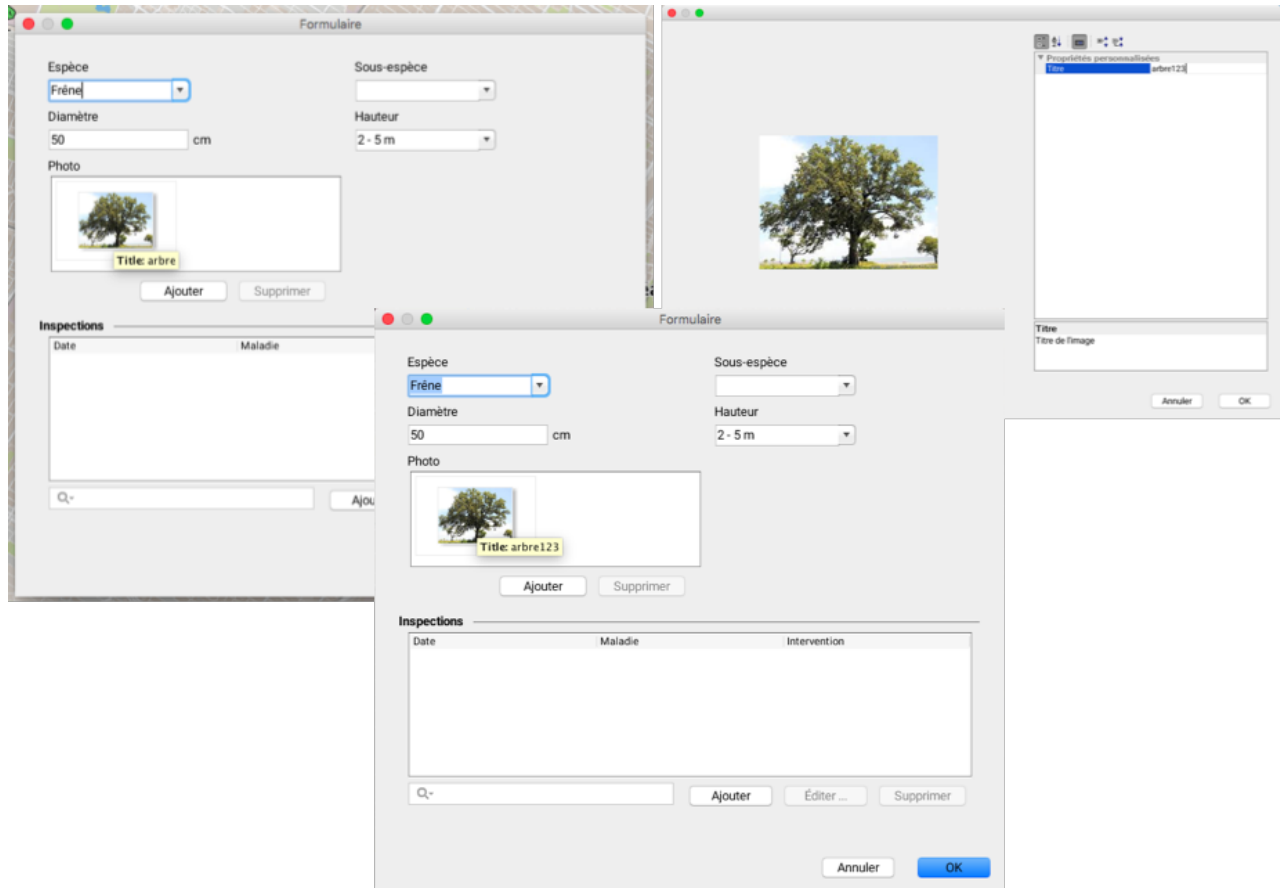 Formulaire
Espèce Sous-espèce
Frêne
Diamètre Hauteur
50 cm 2 - 5 m
Photo
Title: arbre
Ajouter Supprimer
Inspections
Date Maladie
Ajou
Propriétés personnalisées
Titre arbre123
Titre
Titre de l'image
Annuler OK
Formulaire
Espèce Sous-espèce
Frêne
Diamètre Hauteur
50 cm 2 - 5 m
Photo
Title: arbre123
Ajouter Supprimer
Inspections
Date Maladie Intervention
Ajouter Éditer ... Supprimer
Annuler OK